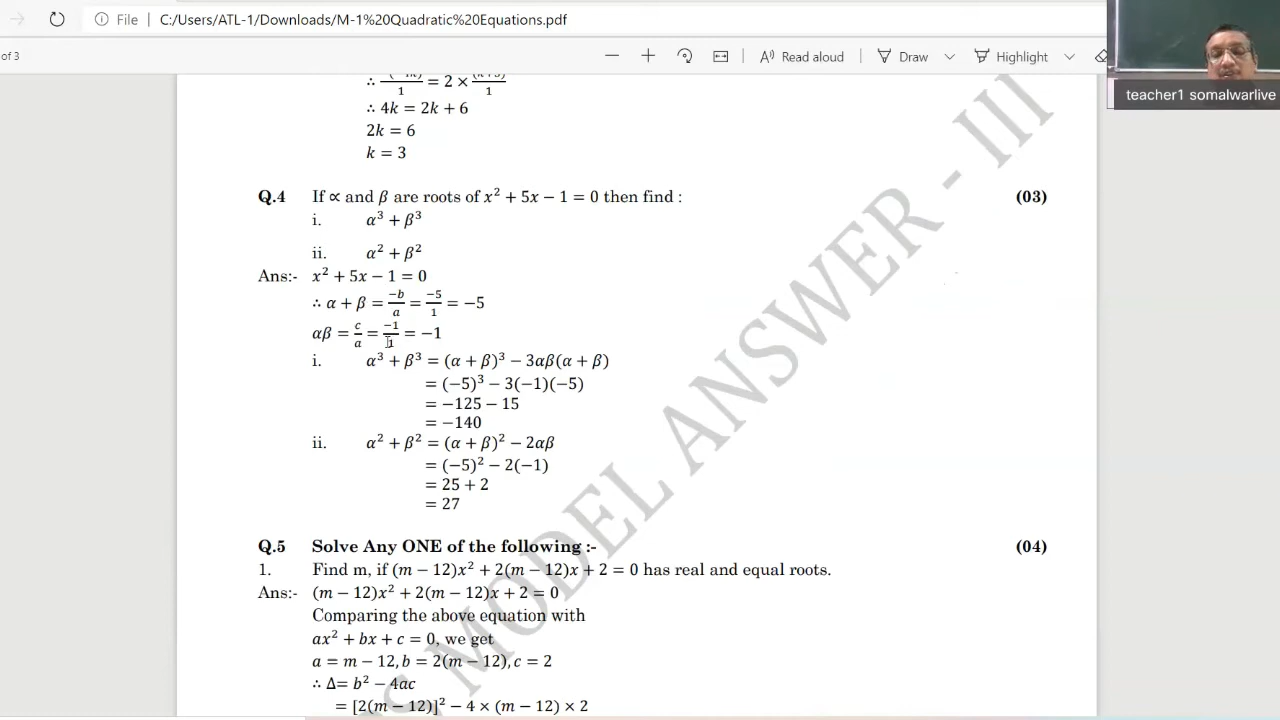 File C:/Users/ATL-1/Downloads/M-1%20Quadratic%20Equations.pdf
of 3
Read aloud Draw Highlight
teacher1 somalwarlive
∴ 4k = 2k + 6
2k = 6
k = 3
Q.4 If ∝ and β are roots of x² + 5x − 1 = 0 then find : (03)
i. α³ + β³
ii. α² + β²
Ans:- x² + 5x − 1 = 0
∴ α + β = −b/a = −5/1 = −5
αβ = c/a = −1/1 = −1
i. α³ + β³ = (α + β)³ − 3αβ(α + β)
= (−5)³ − 3(−1)(−5)
= −125 − 15
= −140
ii. α² + β² = (α + β)² − 2αβ
= (−5)² − 2(−1)
= 25 + 2
= 27
Q.5 Solve Any ONE of the following :- (04)
1. Find m, if (m − 12)x² + 2(m − 12)x + 2 = 0 has real and equal roots.
Ans:- (m − 12)x² + 2(m − 12)x + 2 = 0
Comparing the above equation with
ax² + bx + c = 0, we get
a = m − 12, b = 2(m − 12), c = 2
∴ Δ= b² − 4ac
= [2(m − 12)]² − 4 × (m − 12) × 2
MODEL ANSWER - III